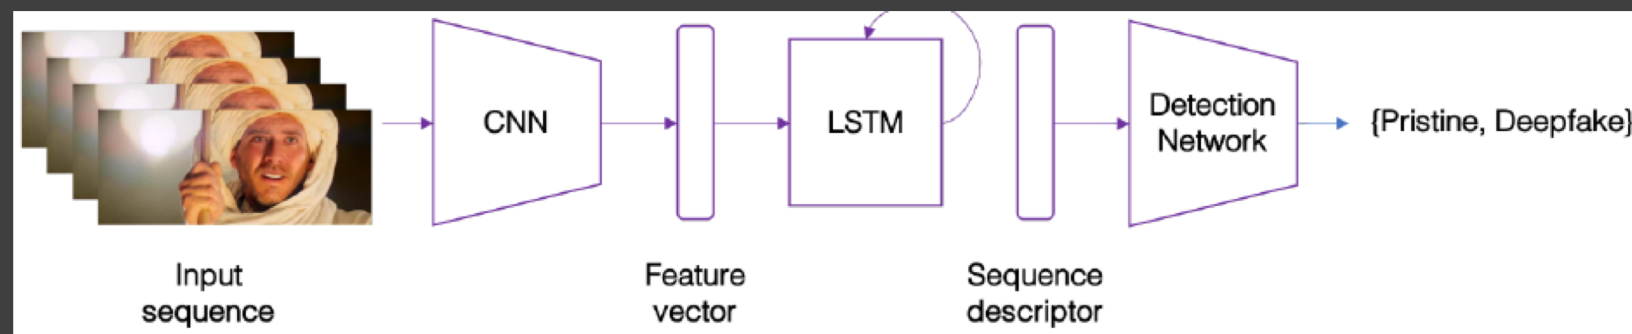 CNN
LSTM
Detection
Network
{Pristine, Deepfake}
Input
sequence
Feature
vector
Sequence
descriptor